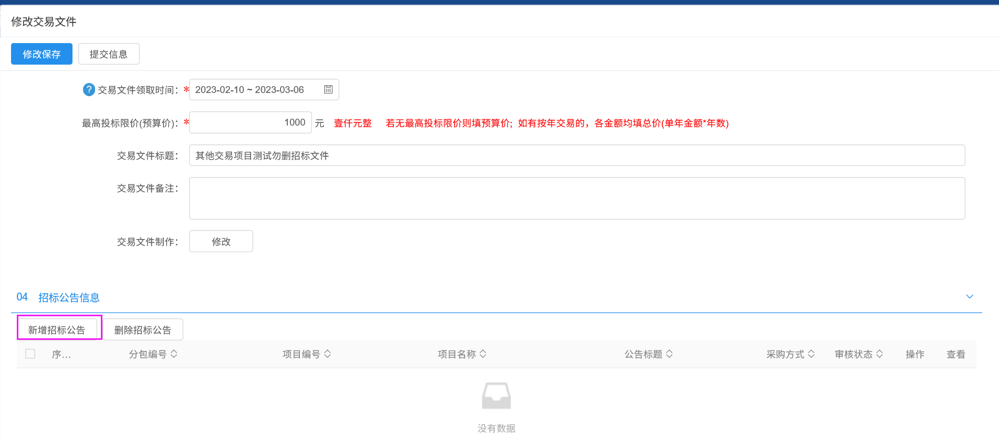 修改交易文件
修改保存 提交信息
? 交易文件领取时间：* 2023-02-10 ~ 2023-03-06
最高投标限价(预算价)：* 1000 元 壹仟元整 若无最高投标限价则填预算价；如有按年交易的，各金额均填总价(单年金额*年数)
交易文件标题： 其他交易项目测试勿删招标文件
交易文件备注：
交易文件制作： 修改
04 招标公告信息
新增招标公告 删除招标公告
序... 分包编号 项目编号 项目名称 公告标题 采购方式 审核状态 操作 查看
没有数据